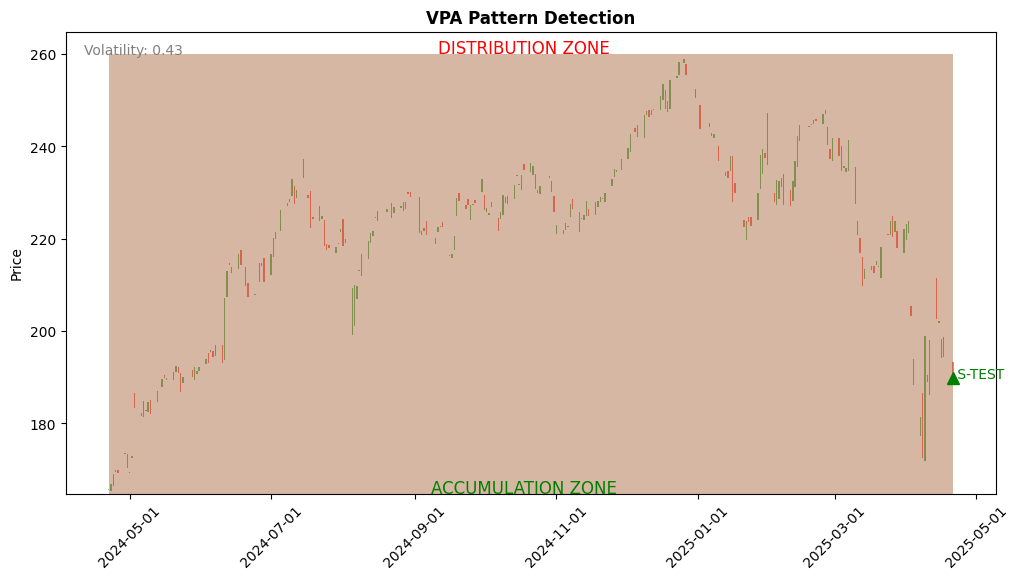 VPA Pattern Detection
Volatility: 0.43
DISTRIBUTION ZONE
260
240
220
200
180
Price
S-TEST
ACCUMULATION ZONE
2024-05-01
2024-07-01
2024-09-01
2024-11-01
2025-01-01
2025-03-01
2025-05-01